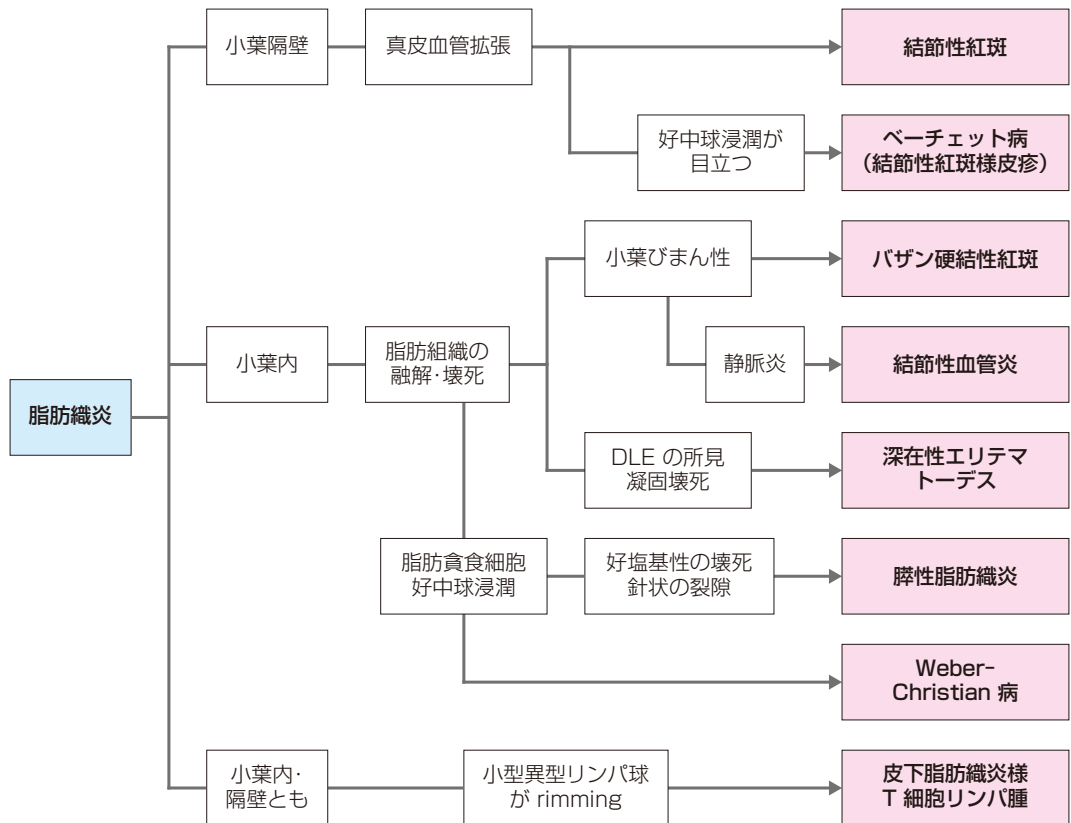 小葉隔壁
真皮血管拡張
結節性紅斑
好中球浸潤が
目立つ
ベーチェット病
（結節性紅斑様皮疹）
小葉びまん性
バザン硬結性紅斑
小葉内
脂肪組織の
融解･壊死
静脈炎
結節性血管炎
脂肪織炎
DLE の所見
凝固壊死
深在性エリテマ
トーデス
脂肪貪食細胞
好中球浸潤
好塩基性の壊死
針状の裂隙
膵性脂肪織炎
Weber–
Christian 病
小葉内･
隔壁とも
小型異型リンパ球
が rimming
皮下脂肪織炎様
T 細胞リンパ腫